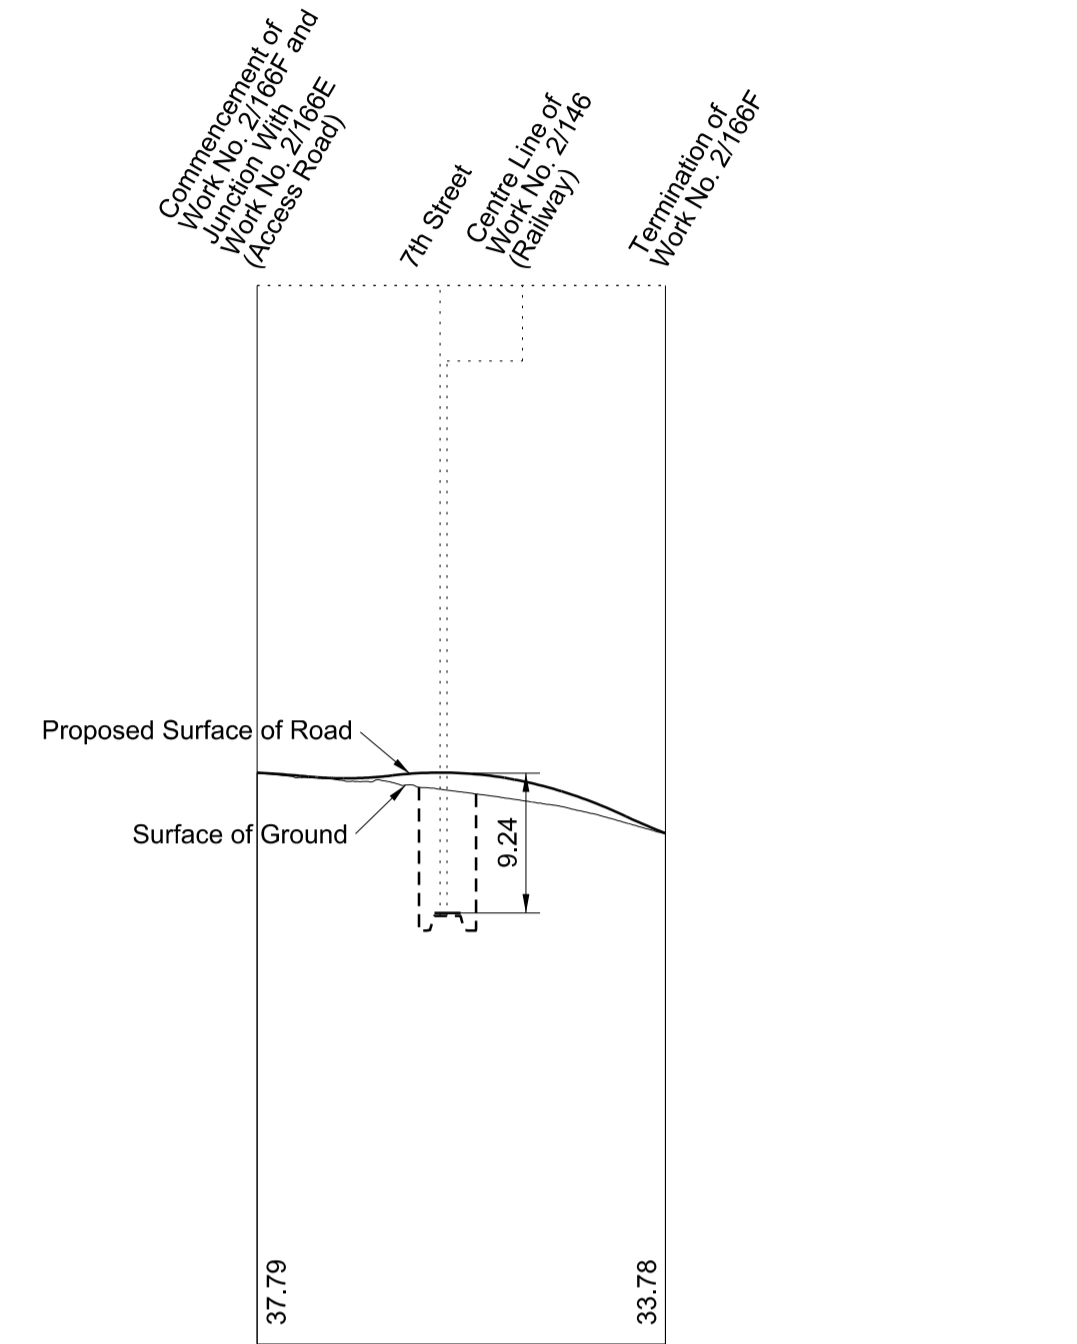 Commencement of
Work No. 2/166F and
Junction With
Work No. 2/166E
(Access Road)
7th Street
Centre Line of
Work No. 2/146
(Railway)
Termination of
Work No. 2/166F
Proposed Surface of Road
Surface of Ground
9.24
37.79
33.78